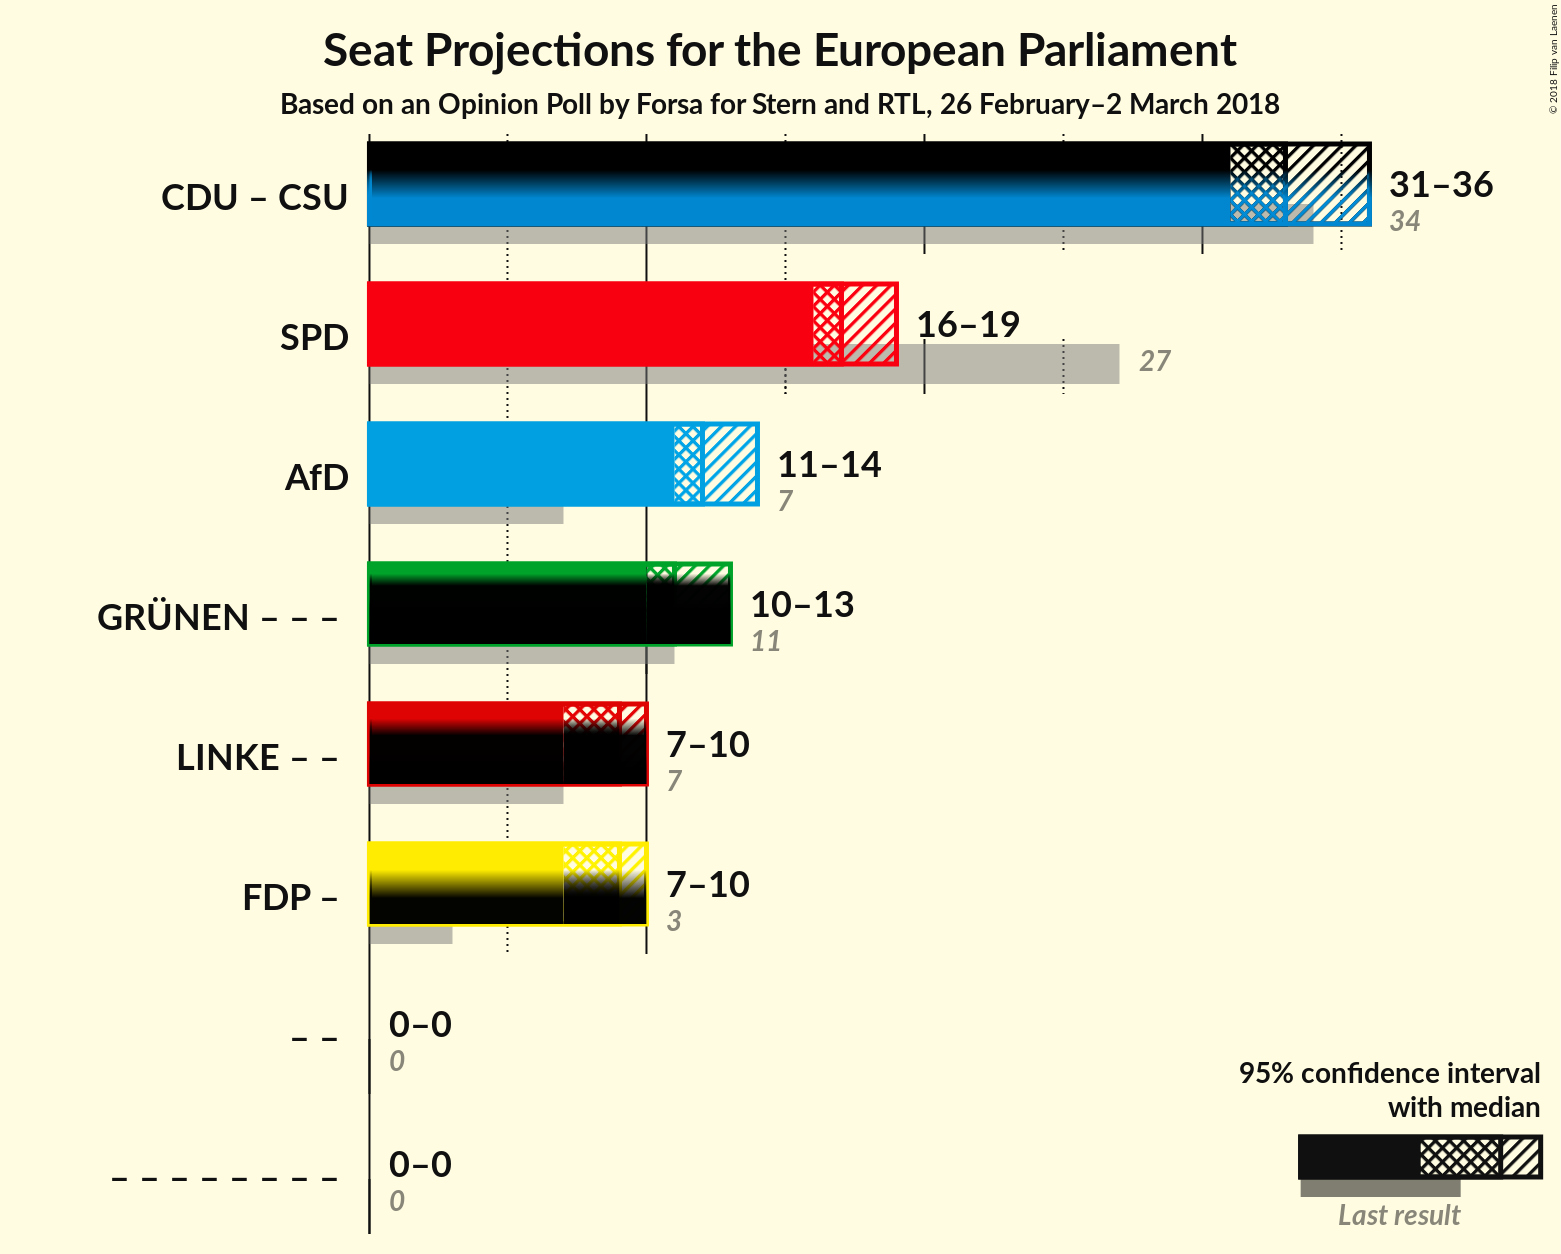 Seat Projections for the European Parliament
Based on an Opinion Poll by Forsa for Stern and RTL, 26 February–2 March 2018
© 2018 Filip van Laenen
CDU – CSU
31–36
34
SPD
16–19
27
AfD
11–14
7
GRÜNEN – – –
10–13
11
LINKE – –
7–10
7
FDP –
7–10
3
– –
0–0
0
– – – – – – – –
0–0
0
95% confidence interval
with median
Last result